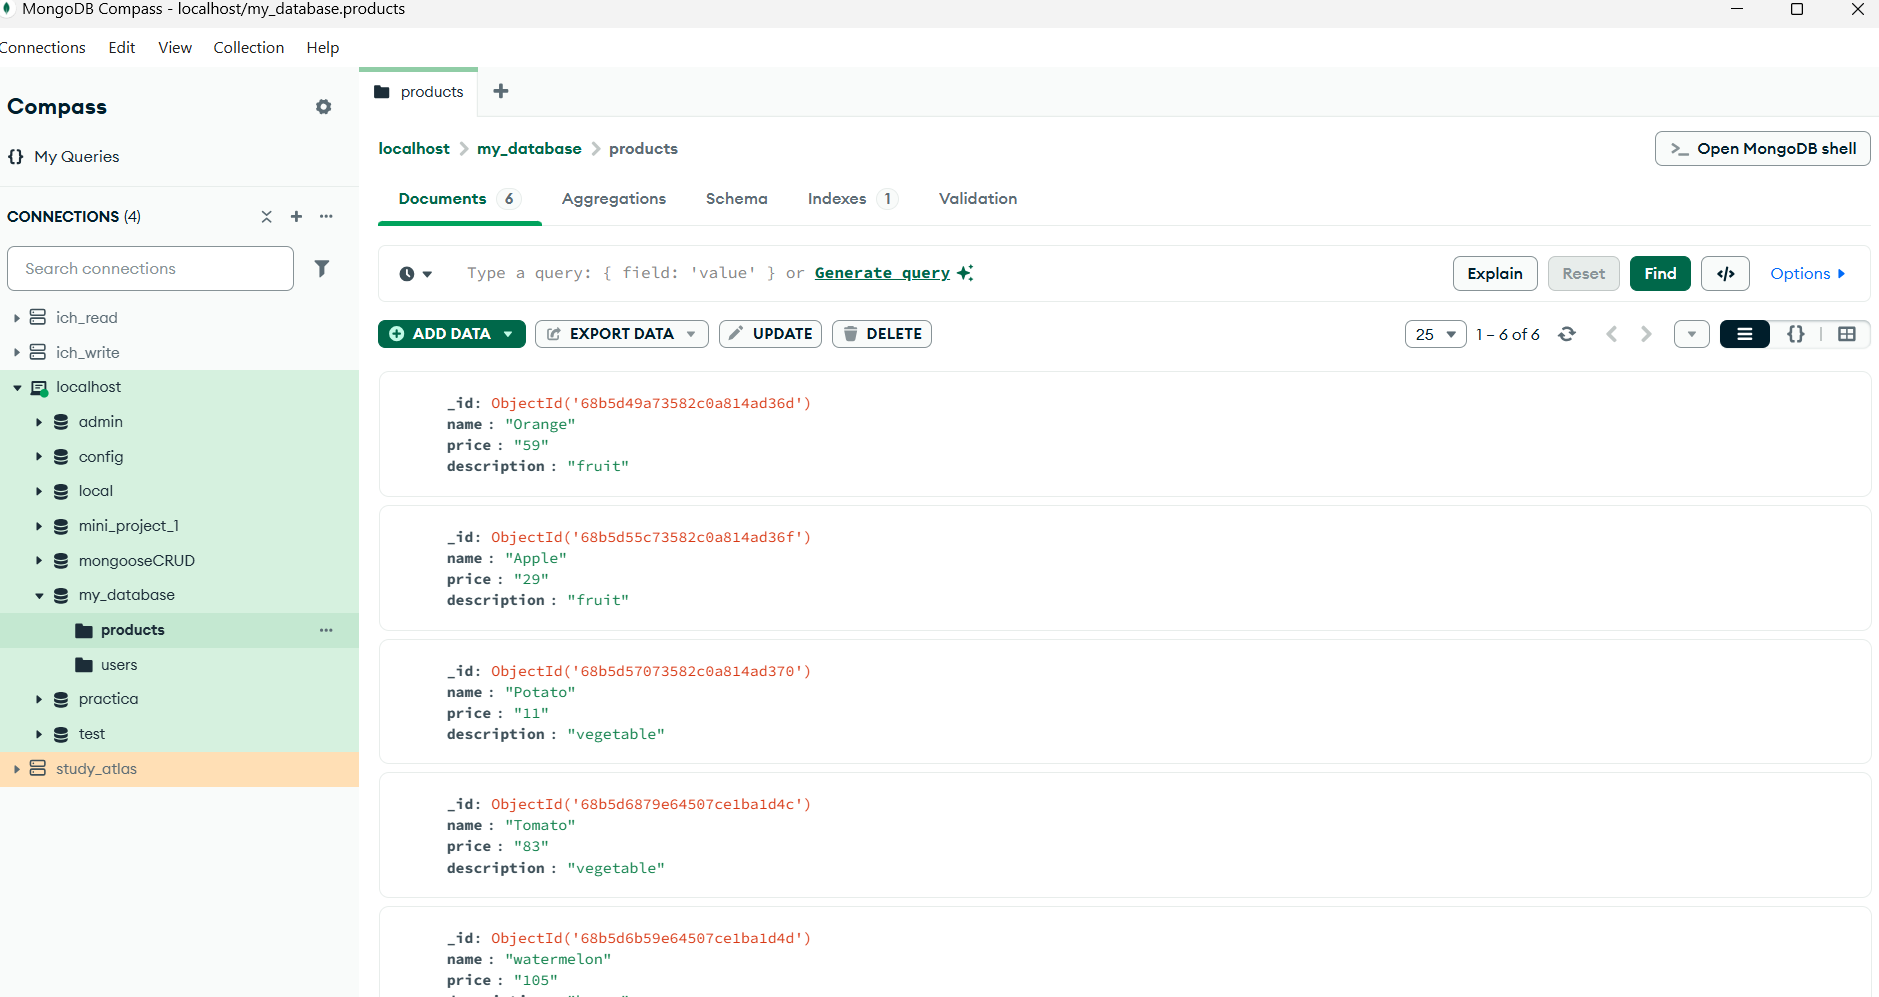 MongoDB Compass - localhost/my_database.products
Connections Edit View Collection Help
Compass
{} My Queries
CONNECTIONS (4)
Search connections
ich_read
ich_write
localhost
admin
config
local
mini_project_1
mongooseCRUD
my_database
products
users
practica
test
study_atlas
products
localhost > my_database > products
>_ Open MongoDB shell
Documents 6 Aggregations Schema Indexes 1 Validation
Type a query: { field: 'value' } or Generate query
Explain Reset Find </> Options
ADD DATA EXPORT DATA UPDATE DELETE
25 1 – 6 of 6 {}
_id: ObjectId('68b5d49a73582c0a814ad36d')
name : "Orange"
price : "59"
description : "fruit"
_id: ObjectId('68b5d55c73582c0a814ad36f')
name : "Apple"
price : "29"
description : "fruit"
_id: ObjectId('68b5d57073582c0a814ad370')
name : "Potato"
price : "11"
description : "vegetable"
_id: ObjectId('68b5d6879e64507ce1ba1d4c')
name : "Tomato"
price : "83"
description : "vegetable"
_id: ObjectId('68b5d6b59e64507ce1ba1d4d')
name : "watermelon"
price : "105"